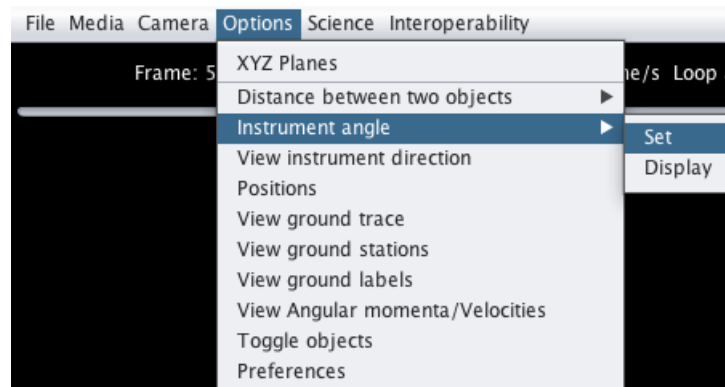 File Media Camera Options Science Interoperability
Frame: 5
XYZ Planes
e/s Loop
Distance between two objects
Instrument angle
Set
View instrument direction
Display
Positions
View ground trace
View ground stations
View ground labels
View Angular momenta/Velocities
Toggle objects
Preferences